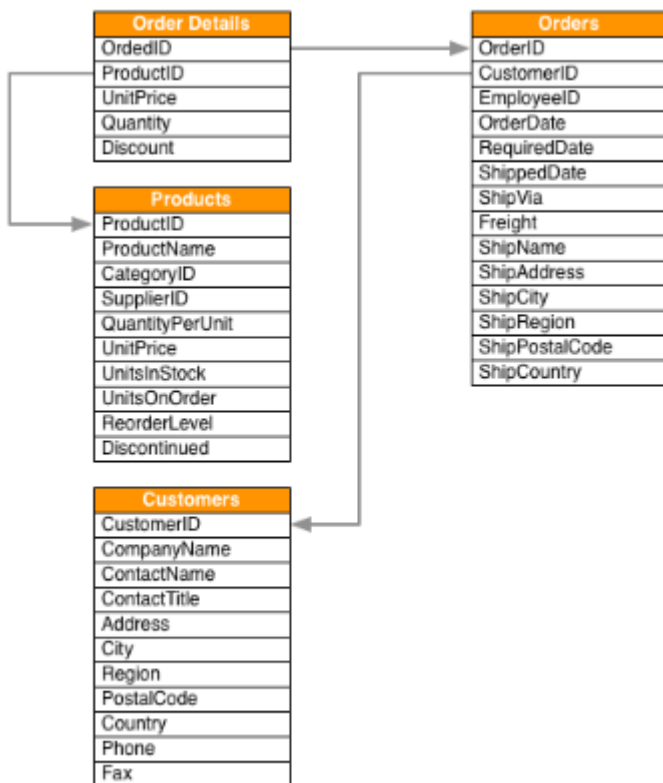 Order Details
OrdedID
ProductID
UnitPrice
Quantity
Discount
Products
ProductID
ProductName
CategoryID
SupplierID
QuantityPerUnit
UnitPrice
UnitsInStock
UnitsOnOrder
ReorderLevel
Discontinued
Customers
CustomerID
CompanyName
ContactName
ContactTitle
Address
City
Region
PostalCode
Country
Phone
Fax
Orders
OrderID
CustomerID
EmployeeID
OrderDate
RequiredDate
ShippedDate
ShipVia
Freight
ShipName
ShipAddress
ShipCity
ShipRegion
ShipPostalCode
ShipCountry